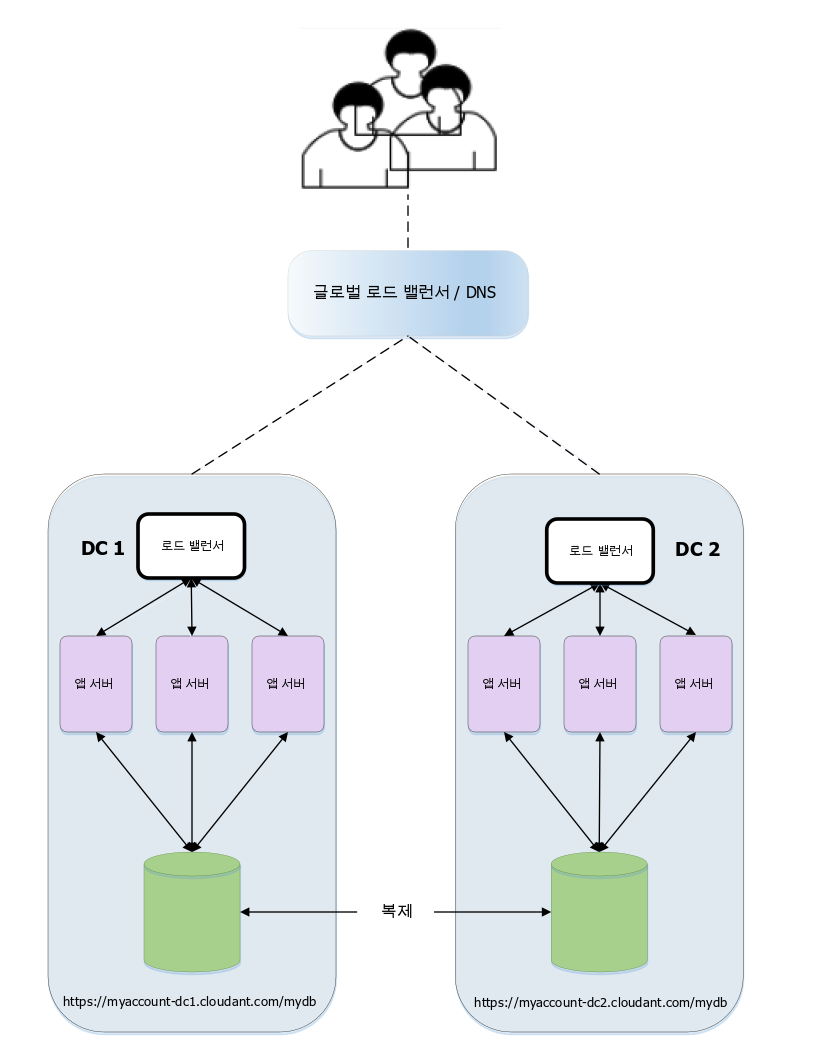 글로벌 로드 밸런서 / DNS
DC 1
로드 밸런서
로드 밸런서
DC 2
앱 서버
앱 서버
앱 서버
앱 서버
앱 서버
앱 서버
복제
https://myaccount-dc1.cloudant.com/mydb
https://myaccount-dc2.cloudant.com/mydb